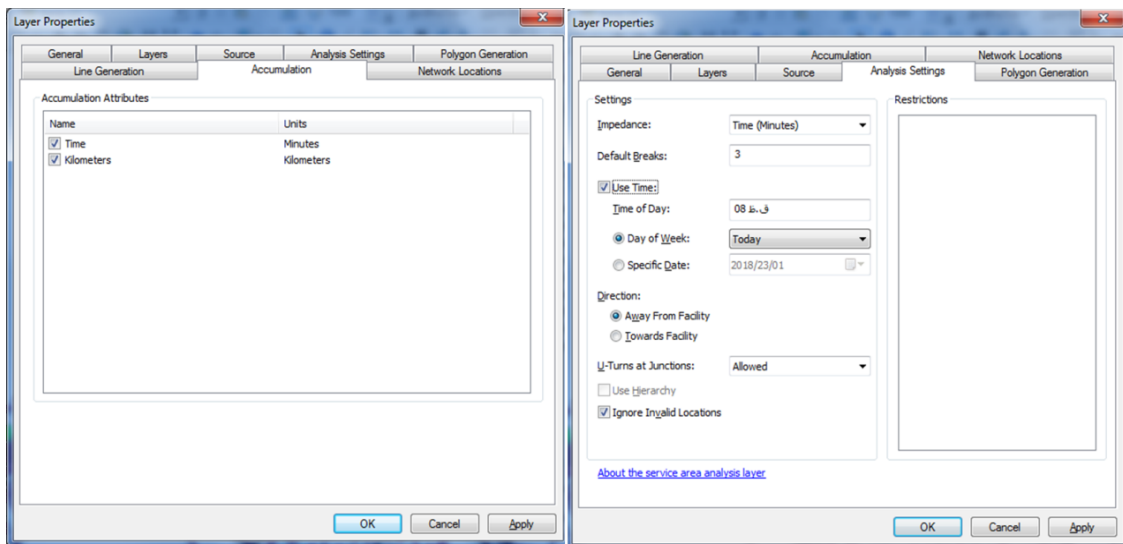 Layer Properties
General Layers Source Analysis Settings Polygon Generation
Line Generation Accumulation Network Locations
Accumulation Attributes
Name Units
Time Minutes
Kilometers Kilometers
OK Cancel Apply
Layer Properties
Line Generation Accumulation Network Locations
General Layers Source Analysis Settings Polygon Generation
Settings
Impedance: Time (Minutes)
Default Breaks: 3
Use Time:
Time of Day: 08 ق.ظ
Day of Week: Today
Specific Date: 2018/23/01
Direction:
Away From Facility
Towards Facility
U-Turns at Junctions: Allowed
Use Hierarchy
Ignore Invalid Locations
Restrictions
About the service area analysis layer
OK Cancel Apply